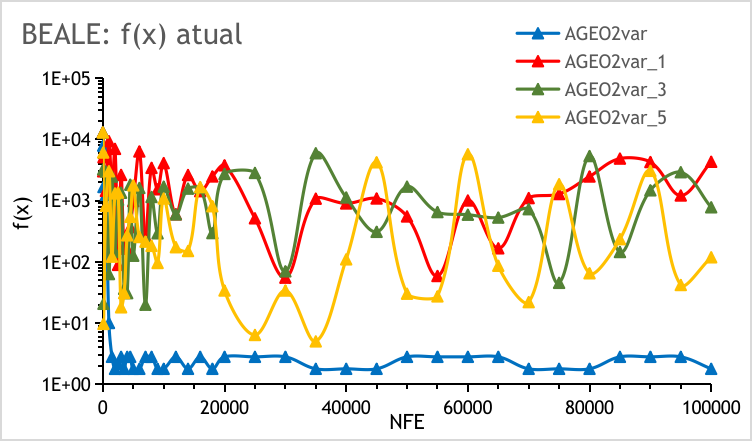 BEALE: f(x) atual
AGEO2var
AGEO2var_1
AGEO2var_3
AGEO2var_5
1E+05
1E+04
1E+03
1E+02
1E+01
1E+00
f(x)
0 20000 40000 60000 80000 100000
NFE